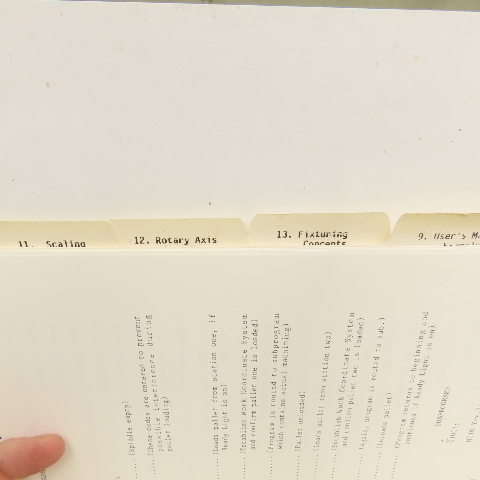 11. Scaling
12. Rotary Axis
13. Fixturing
Concepts
9. User's
(Spindle empty)
(These codes are entered to prevent
possible interference during
pallet loading)
(Loads pallet from station one, if
Ready Light is on)
(Establish Work Coordinate System
and confirm pallet one is loaded)
(Program is routed to subprogram
which contains actual machining)
(Pallet unloaded)
(Loads pallet from station two)
(Establish Work Coordinate System
and confirm pallet two is loaded)
(Again, program is routed to sub.)
(Unloads pallet)
(Program returns to beginning and
continues if Ready Light is on)
(SUBPROGRAM)